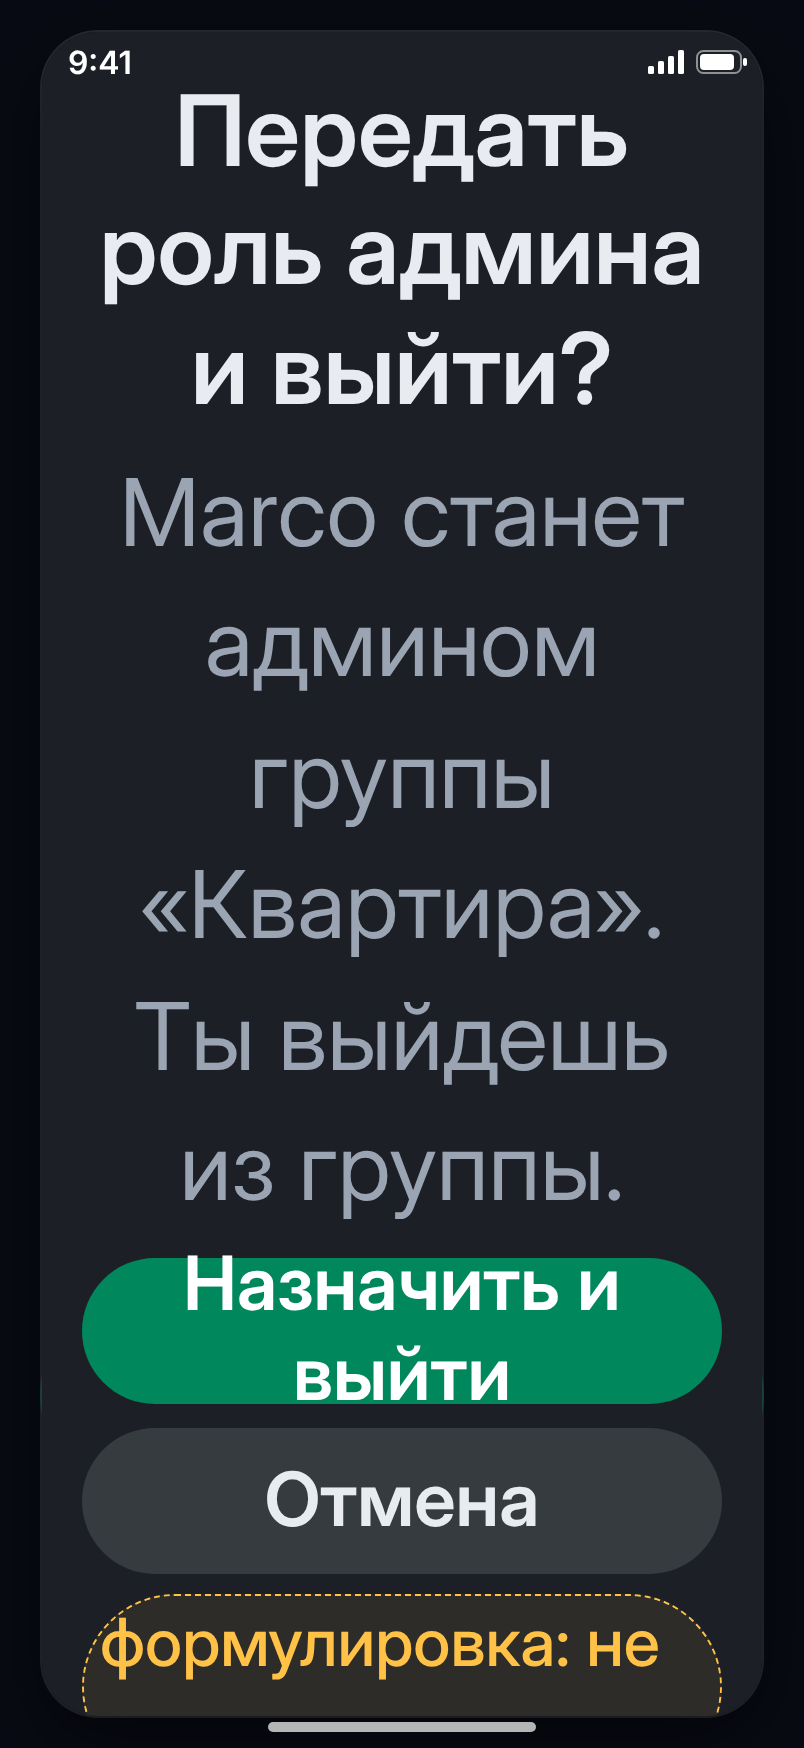 9:41
Передать
роль админа
и выйти?
Marco станет
админом
группы
«Квартира».
Ты выйдешь
из группы.
Назначить и
выйти
Отмена
формулировка: не